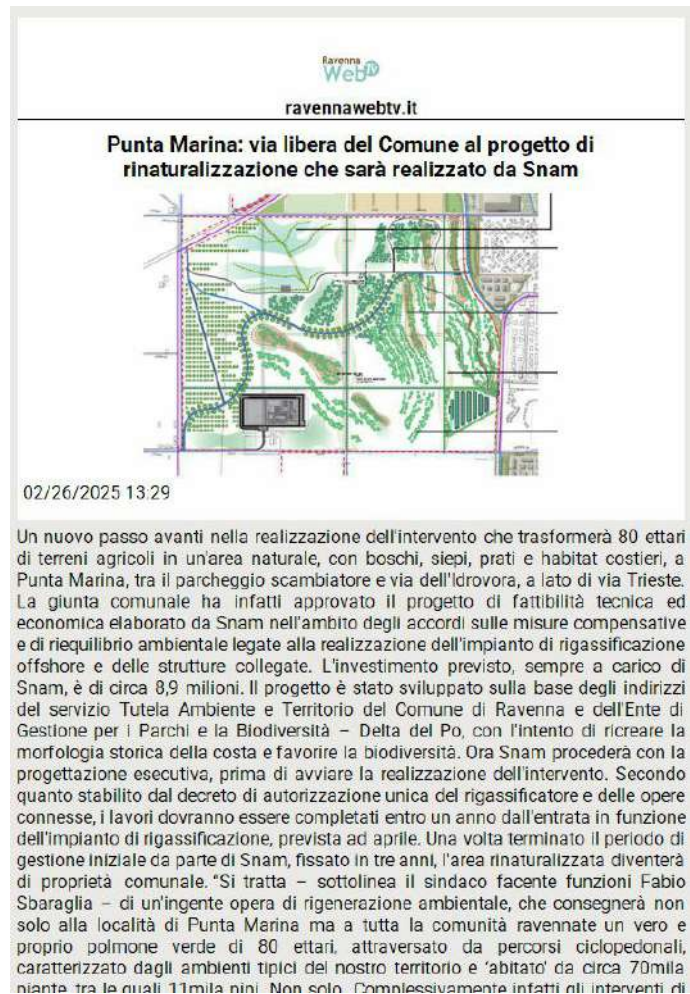 Ravenna
WebTV
ravennawebtv.it
Punta Marina: via libera del Comune al progetto di
rinaturalizzazione che sarà realizzato da Snam
02/26/2025 13:29
Un nuovo passo avanti nella realizzazione dell'intervento che trasformerà 80 ettari
di terreni agricoli in un'area naturale, con boschi, siepi, prati e habitat costieri, a
Punta Marina, tra il parcheggio scambiatore e via dell'Idrovora, a lato di via Trieste.
La giunta comunale ha infatti approvato il progetto di fattibilità tecnica ed
economica elaborato da Snam nell'ambito degli accordi sulle misure compensative
e di riequilibrio ambientale legate alla realizzazione dell'impianto di rigassificazione
offshore e delle strutture collegate. L'investimento previsto, sempre a carico di
Snam, è di circa 8,9 milioni. Il progetto è stato sviluppato sulla base degli indirizzi
del servizio Tutela Ambiente e Territorio del Comune di Ravenna e dell'Ente di
Gestione per i Parchi e la Biodiversità – Delta del Po, con l'intento di ricreare la
morfologia storica della costa e favorire la biodiversità. Ora Snam procederà con la
progettazione esecutiva, prima di avviare la realizzazione dell'intervento. Secondo
quanto stabilito dal decreto di autorizzazione unica del rigassificatore e delle opere
connesse, i lavori dovranno essere completati entro un anno dall'entrata in funzione
dell'impianto di rigassificazione, prevista ad aprile. Una volta terminato il periodo di
gestione iniziale da parte di Snam, fissato in tre anni, l'area rinaturalizzata diventerà
di proprietà comunale. "Si tratta – sottolinea il sindaco facente funzioni Fabio
Sbaraglia – di un'ingente opera di rigenerazione ambientale, che consegnerà non
solo alla località di Punta Marina ma a tutta la comunità ravennate un vero e
proprio polmone verde di 80 ettari, attraversato da percorsi ciclopedonali,
caratterizzato dagli ambienti tipici del nostro territorio e 'abitato' da circa 70mila
piante, tra le quali 11mila pini. Non solo. Complessivamente infatti gli interventi di